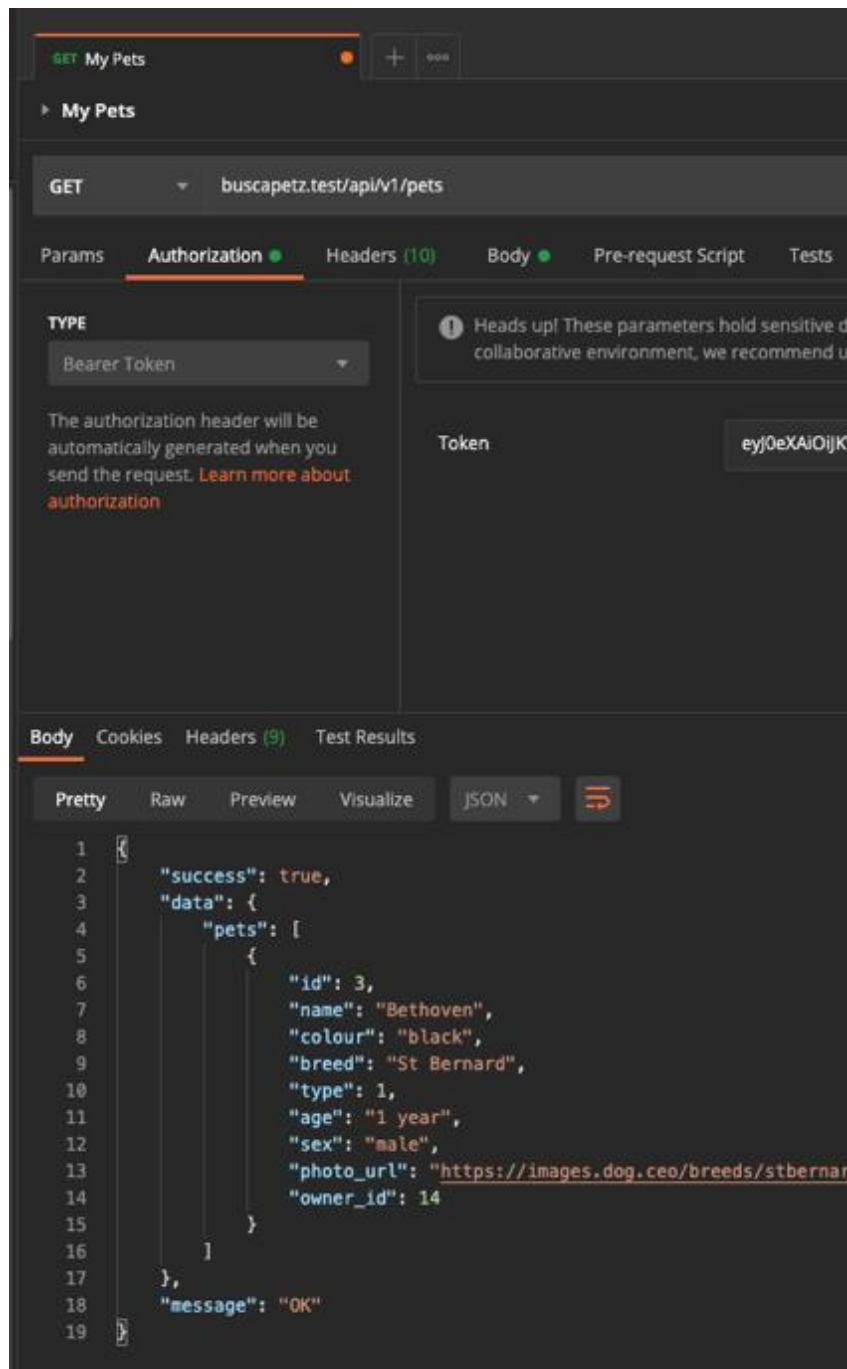 GET My Pets
My Pets
GET buscapetz.test/api/v1/pets
Params Authorization Headers (10) Body Pre-request Script Tests
TYPE
Bearer Token
The authorization header will be
automatically generated when you
send the request. Learn more about
authorization
Heads up! These parameters hold sensitive d
collaborative environment, we recommend u
Token eyJ0eXAiOiJK
Body Cookies Headers (9) Test Results
Pretty Raw Preview Visualize JSON
1 {
2 "success": true,
3 "data": {
4 "pets": [
5 {
6 "id": 3,
7 "name": "Bethoven",
8 "colour": "black",
9 "breed": "St Bernard",
10 "type": 1,
11 "age": "1 year",
12 "sex": "male",
13 "photo_url": "https://images.dog.ceo/breeds/stbernar
14 "owner_id": 14
15 }
16 ]
17 },
18 "message": "OK"
19 }